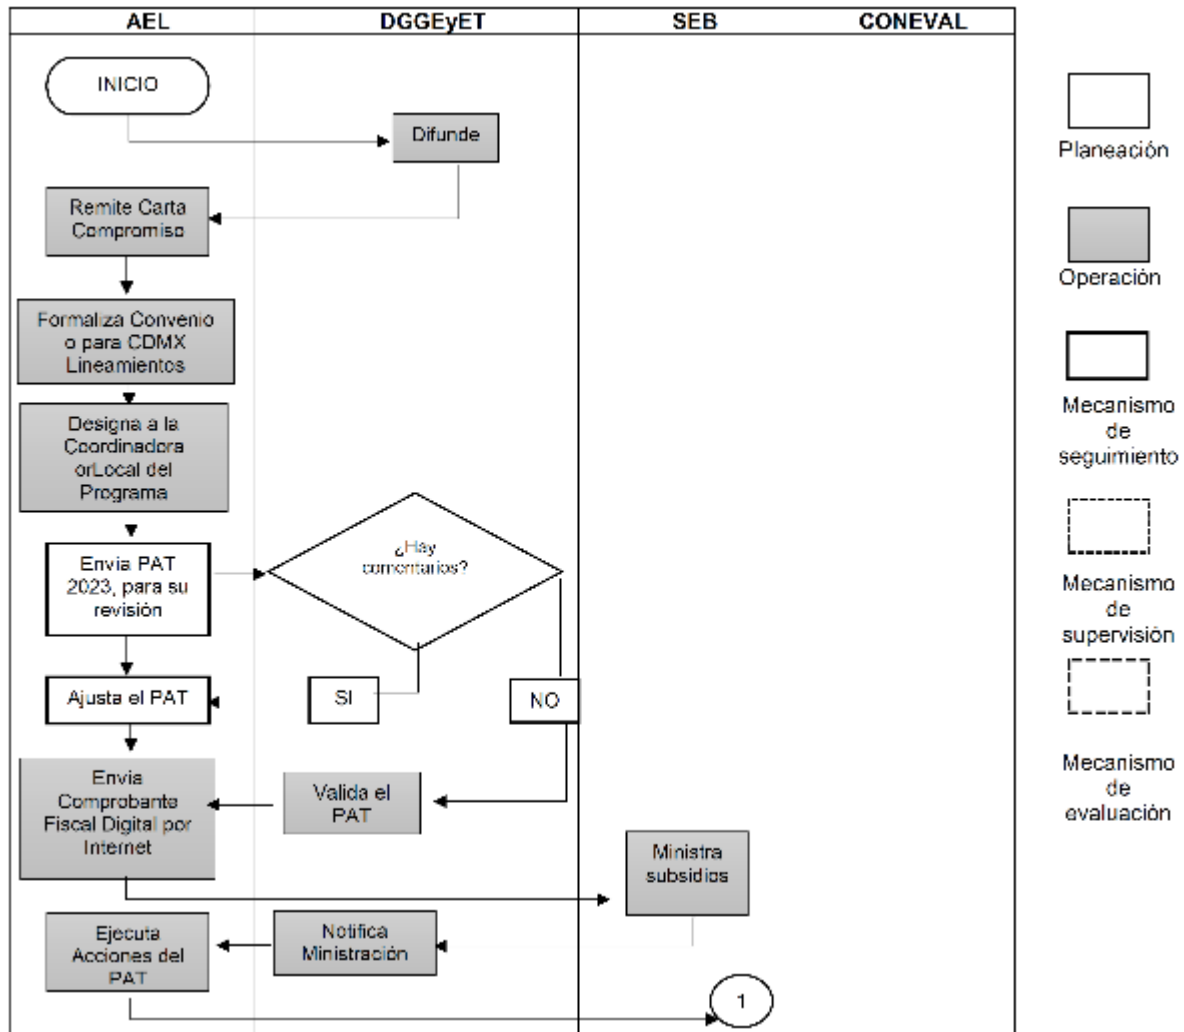 AEL
DGGEyET
SEB
CONEVAL
INICIO
Difunde
Remite Carta
Compromiso
Formaliza Convenio
o para CDMX
Lineamientos
Designa a la
Coordinadora
orLocal del
Programa
Envía PAT
2023, para su
revisión
¿Hay
comentarios?
Ajusta el PAT
SI
NO
Envía
Comprobante
Fiscal Digital por
Internet
Valida el
PAT
Ministra
subsidios
Ejecuta
Acciones del
PAT
Notifica
Ministración
1
Planeación
Operación
Mecanismo
de
seguimiento
Mecanismo
de
supervisión
Mecanismo
de
evaluación